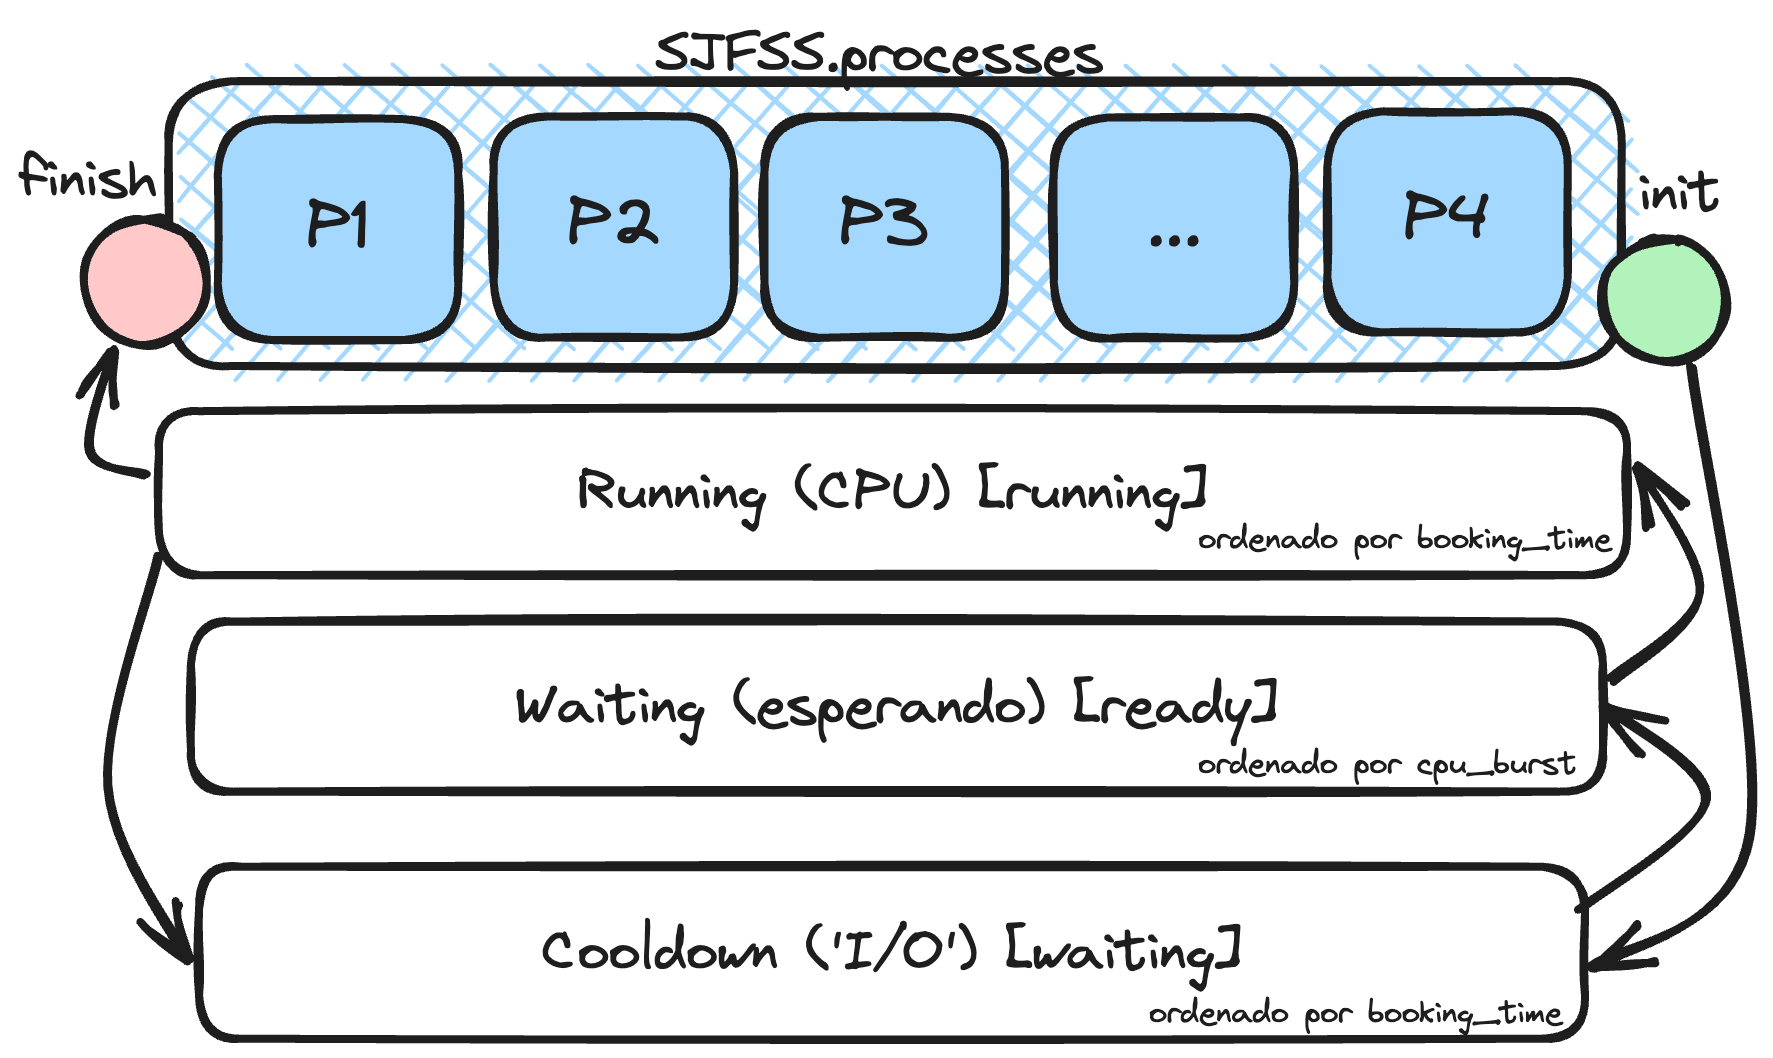 SJFSS.processes
finish
P1
P2
P3
...
P4
init
Running (CPU) [running]
ordenado por booking_time
Waiting (esperando) [ready]
ordenado por cpu_burst
Cooldown ('I/O') [waiting]
ordenado por booking_time